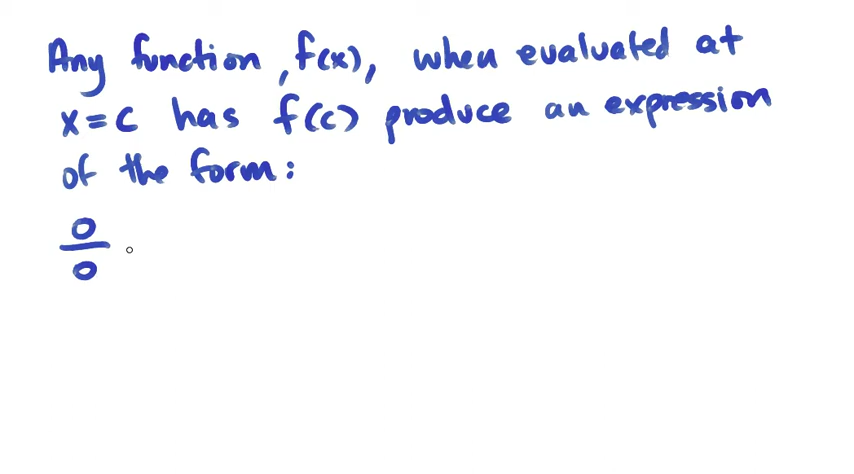 Any function, f(x), when evaluated at
x = c has f(c) produce an expression
of the form:
0
0